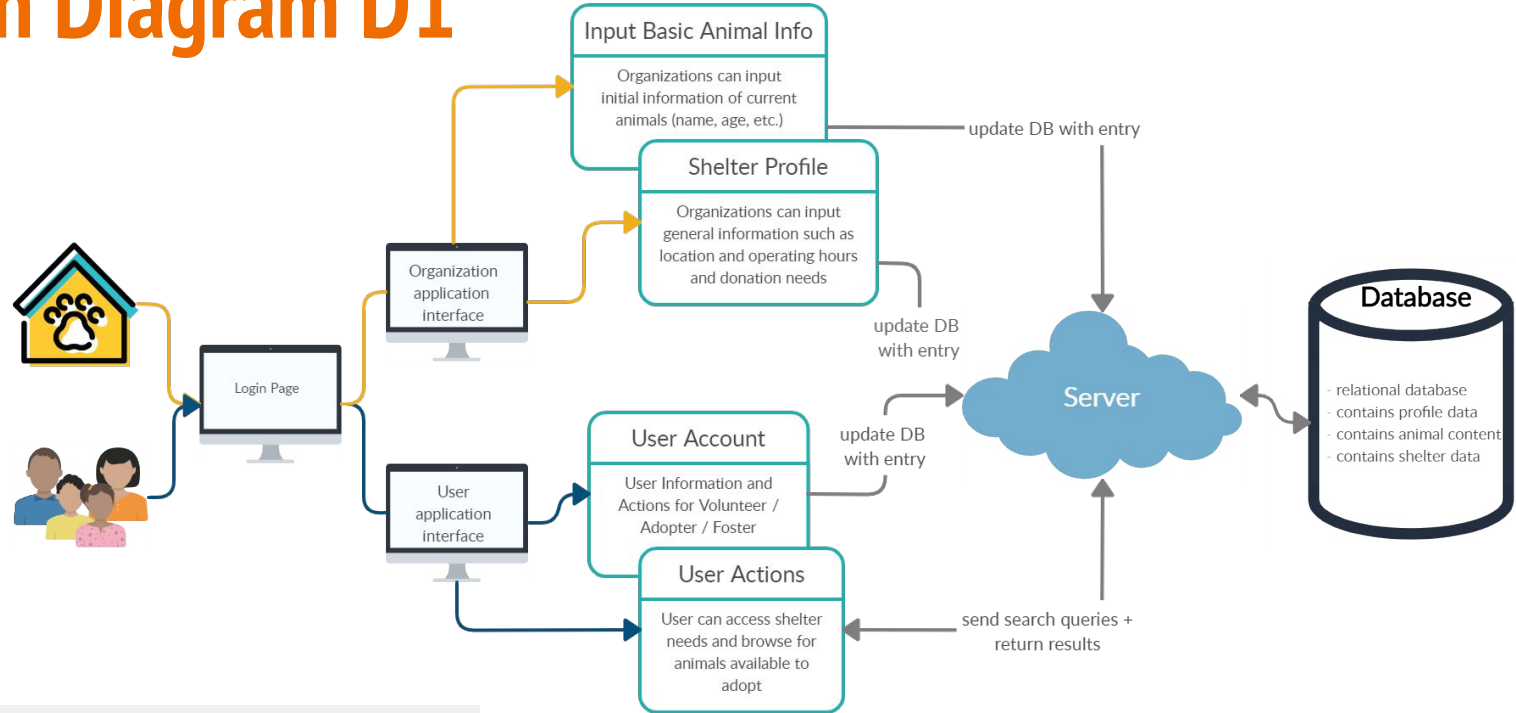 n Diagram D1
Input Basic Animal Info
Organizations can input
initial information of current
animals (name, age, etc.)
update DB with entry
Shelter Profile
Organizations can input
general information such as
location and operating hours
and donation needs
update DB
with entry
Organization
application
interface
Login Page
Database
- relational database
- contains profile data
- contains animal content
- contains shelter data
Server
User Account
User Information and
Actions for Volunteer /
Adopter / Foster
update DB
with entry
User
application
interface
User Actions
User can access shelter
needs and browse for
animals available to
adopt
send search queries +
return results